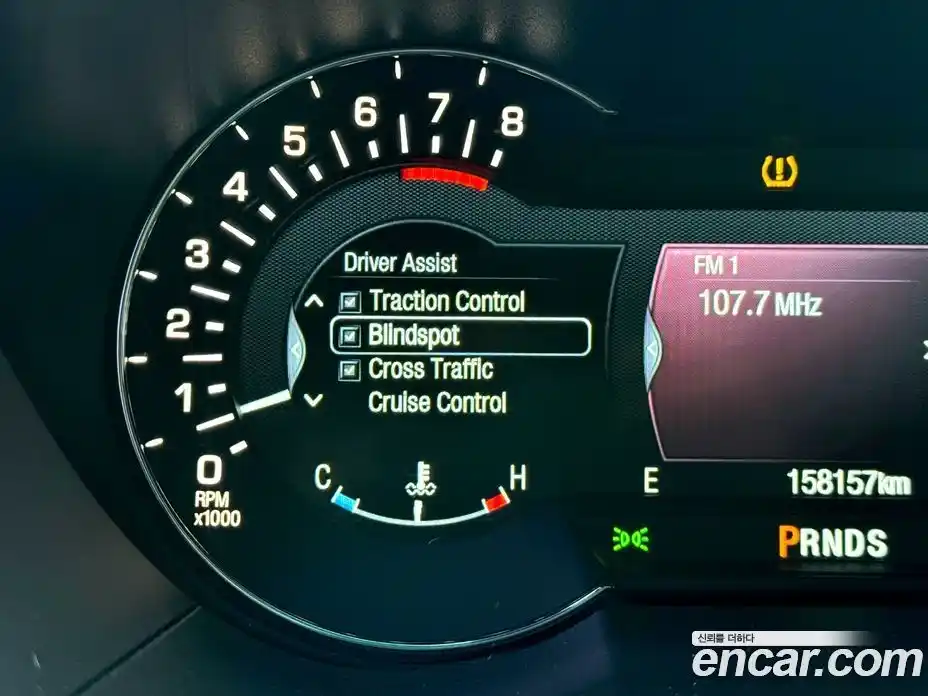 8
7
6
5
4
3
2
1
0
RPM
x1000
Driver Assist
Traction Control
Blindspot
Cross Traffic
Cruise Control
C
H
FM 1
107.7 MHz
E
158157km
PRNDS
신뢰를 더하다
encar.com